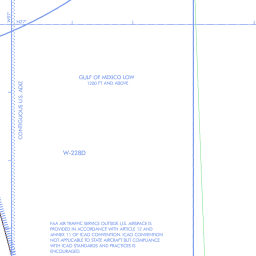 N27°
W97°
CONTIGUOUS U.S. ADIZ
GULF OF MEXICO LOW
1200 FT AND ABOVE
W-228D
FAA AIR TRAFFIC SERVICE OUTSIDE U.S. AIRSPACE IS
PROVIDED IN ACCORDANCE WITH ARTICLE 12 AND
ANNEX 11 OF ICAO CONVENTION. ICAO CONVENTION
NOT APPLICABLE TO STATE AIRCRAFT BUT COMPLIANCE
WITH ICAO STANDARDS AND PRACTICES IS
ENCOURAGED.